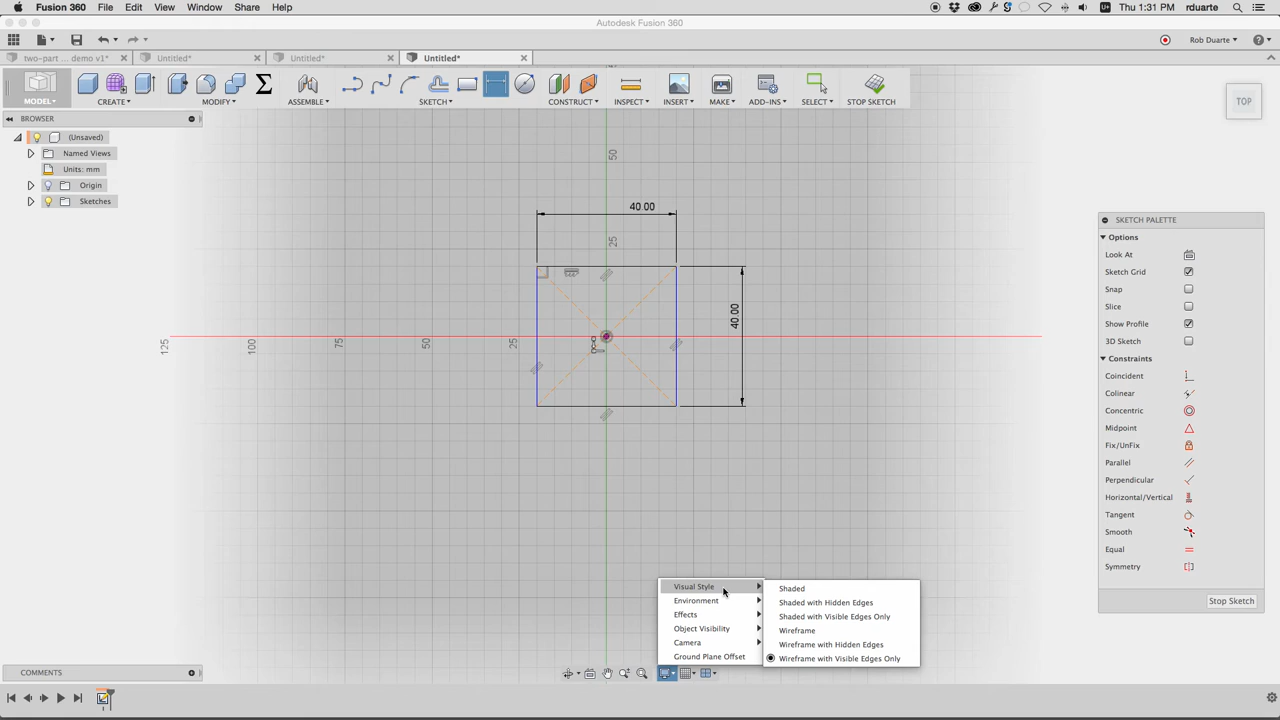 Fusion 360 File Edit View Window Share Help Thu 1:31 PM rduarte
Autodesk Fusion 360
Rob Duarte
two-part ... demo v1* Untitled* Untitled* Untitled*
MODEL CREATE MODIFY ASSEMBLE SKETCH CONSTRUCT INSPECT INSERT MAKE ADD-INS SELECT STOP SKETCH
TOP
BROWSER
(Unsaved)
Named Views
Units: mm
Origin
Sketches
50
40.00
25
40.00
125 100 75 50 25
SKETCH PALETTE
Options
Look At
Sketch Grid
Snap
Slice
Show Profile
3D Sketch
Constraints
Coincident
Colinear
Concentric
Midpoint
Fix/UnFix
Parallel
Perpendicular
Horizontal/Vertical
Tangent
Smooth
Equal
Symmetry
Stop Sketch
Visual Style
Environment
Effects
Object Visibility
Camera
Ground Plane Offset
Shaded
Shaded with Hidden Edges
Shaded with Visible Edges Only
Wireframe
Wireframe with Hidden Edges
Wireframe with Visible Edges Only
COMMENTS